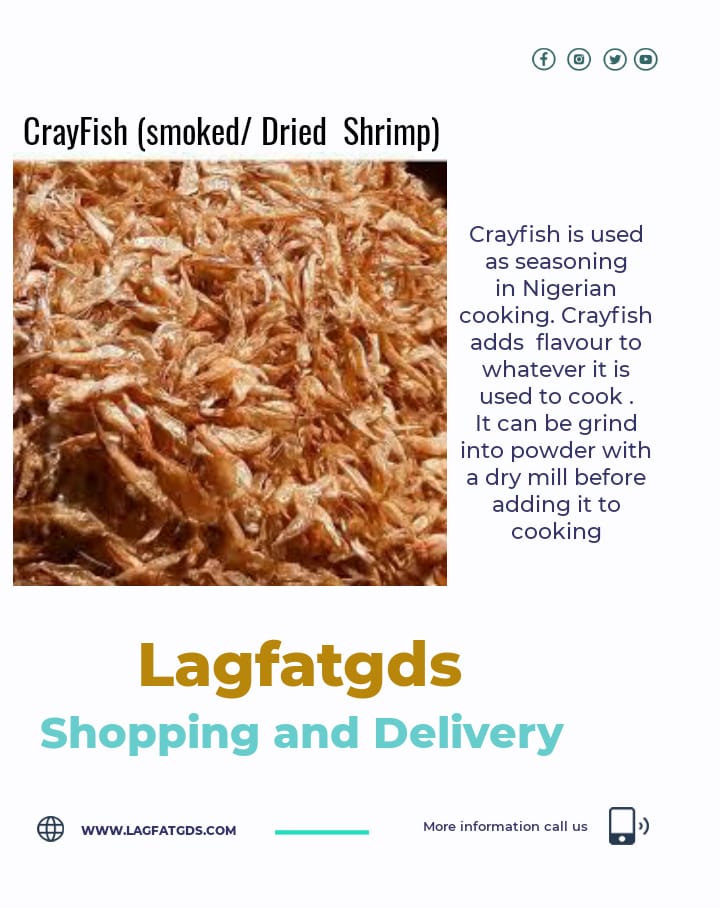 CrayFish (smoked/ Dried  Shrimp)
Crayfish is used
as seasoning
in Nigerian
cooking. Crayfish
adds  flavour to
whatever it is
used to cook .
It can be grind
into powder with
a dry mill before
adding it to
cooking
Lagfatgds
Shopping and Delivery
WWW.LAGFATGDS.COM
More information call us